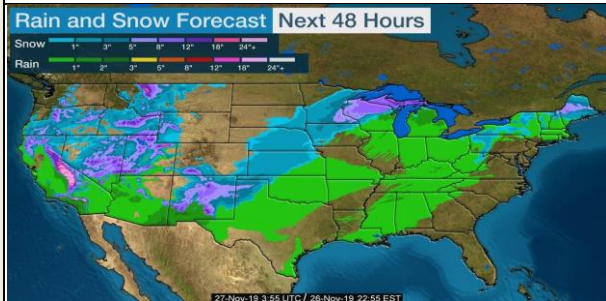 Rain and Snow Forecast Next 48 Hours
Snow
1" 3" 5" 8" 12" 18" 24"+
Rain
1" 2" 3" 5" 8" 12" 18" 24"+
27-Nov-19 3:55 UTC / 26-Nov-19 22:55 EST